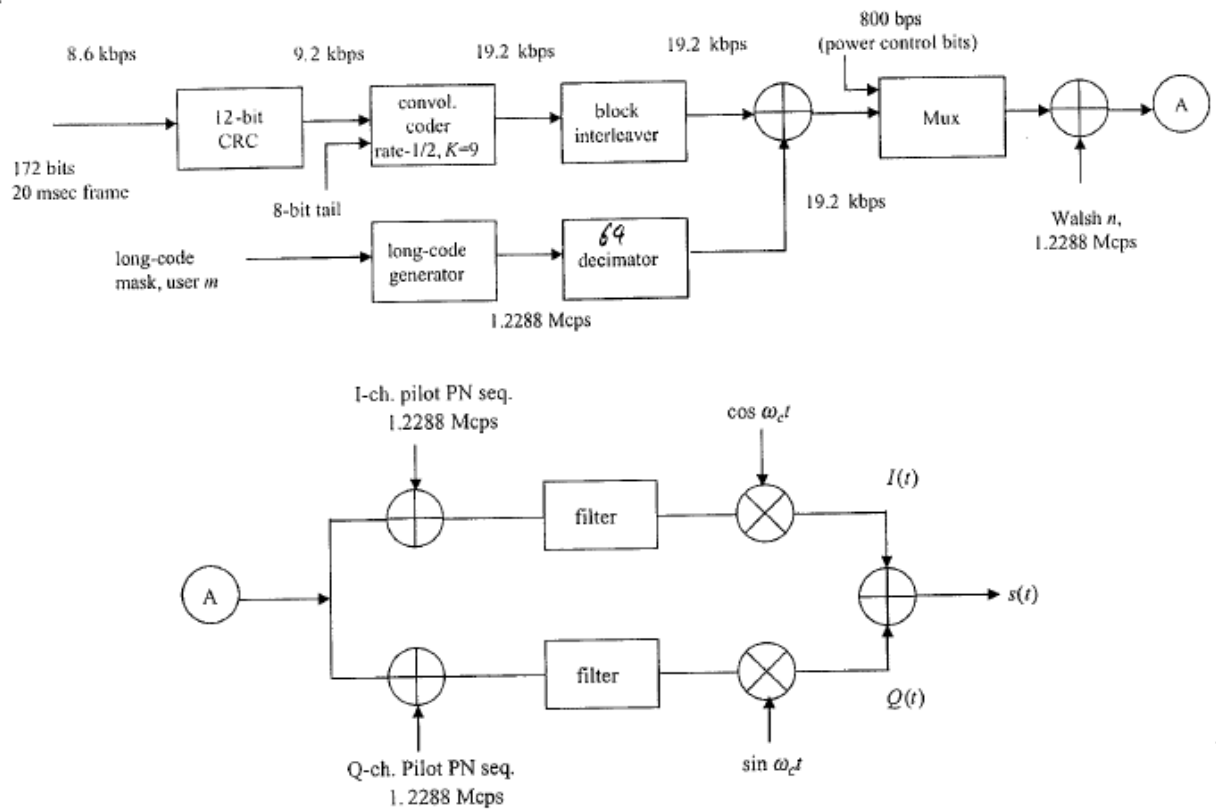 800 bps
(power control bits)
8.6 kbps
9.2 kbps
19.2 kbps
19.2 kbps
12-bit
CRC
convol.
coder
rate-1/2, K=9
block
interleaver
Mux
A
172 bits
20 msec frame
8-bit tail
19.2 kbps
Walsh n,
1.2288 Mcps
long-code
mask, user m
long-code
generator
64
decimator
1.2288 Mcps
I-ch. pilot PN seq.
1.2288 Mcps
cos ω_c t
I(t)
filter
A
s(t)
filter
Q(t)
Q-ch. Pilot PN seq.
1.2288 Mcps
sin ω_c t